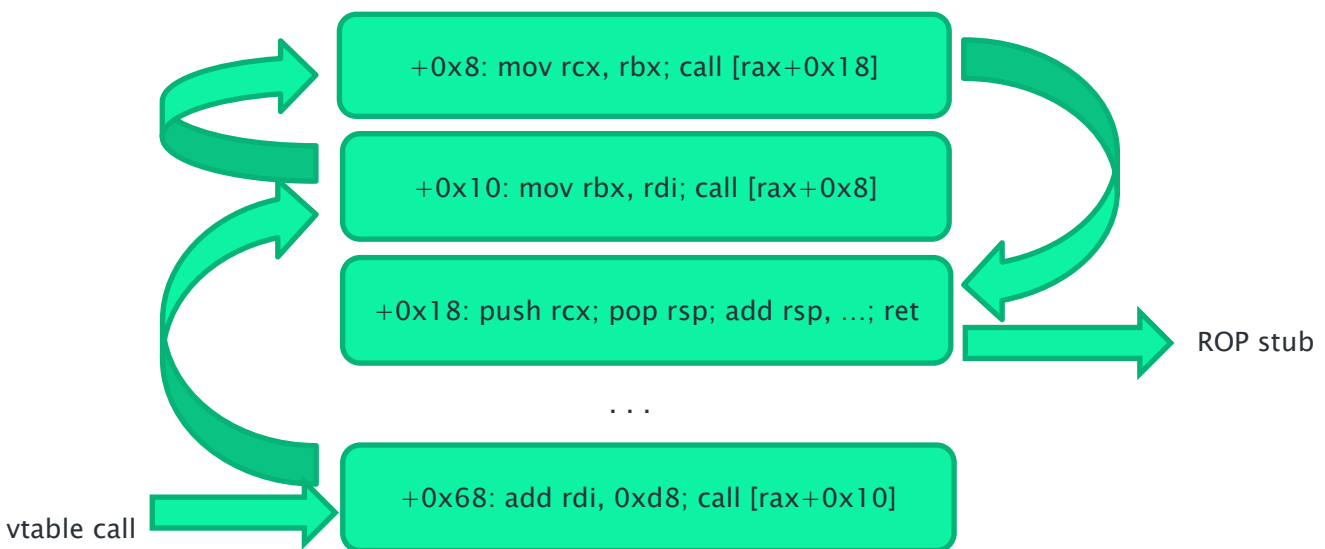 +0x8: mov rcx, rbx; call [rax+0x18]
+0x10: mov rbx, rdi; call [rax+0x8]
+0x18: push rcx; pop rsp; add rsp, …; ret
ROP stub
. . .
+0x68: add rdi, 0xd8; call [rax+0x10]
vtable call